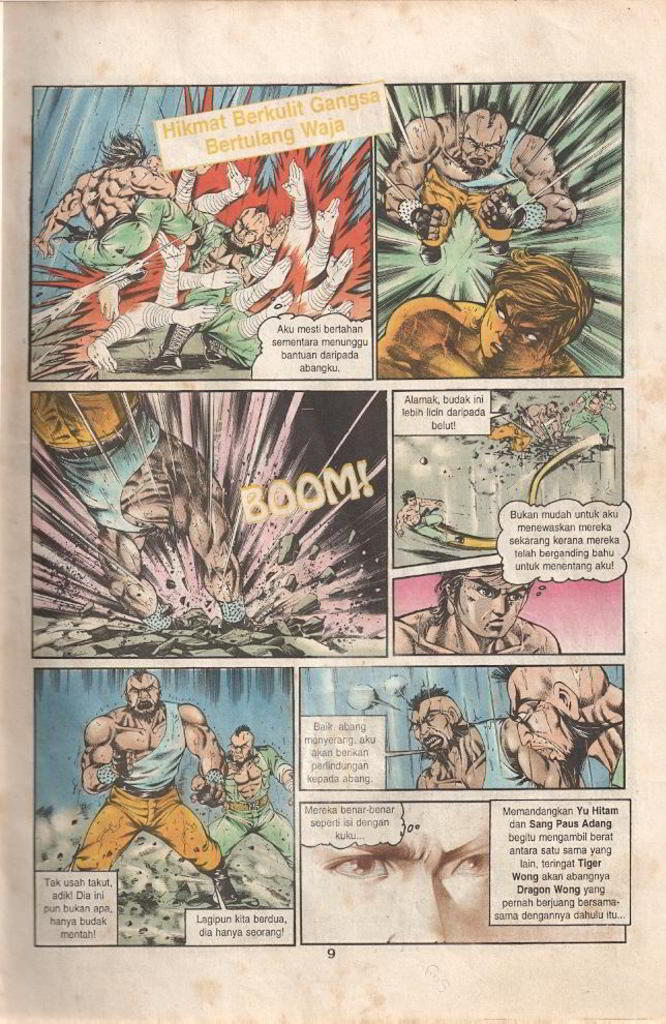 Hikmat Berkulit Gangsa
Bertulang Waja
Aku mesti bertahan
sementara menunggu
bantuan daripada
abangku.
BOOM!
Alamak, budak ini
lebih licin daripada
belut!
Bukan mudah untuk aku
menewaskan mereka
sekarang kerana mereka
telah berganding bahu
untuk menentang aku!
Tak usah takut,
adik! Dia ini
pun bukan apa,
hanya budak
mentah!
Lagipun kita berdua,
dia hanya seorang!
Baik, abang
menyerang, aku
akan berikan
perlindungan
kepada abang.
Mereka benar-benar
seperti isi dengan
kuku...
Memandangkan Yu Hitam
dan Sang Paus Adang
begitu mengambil berat
antara satu sama yang
lain, teringat Tiger
Wong akan abangnya
Dragon Wong yang
pernah berjuang bersama-
sama dengannya dahulu itu...
9